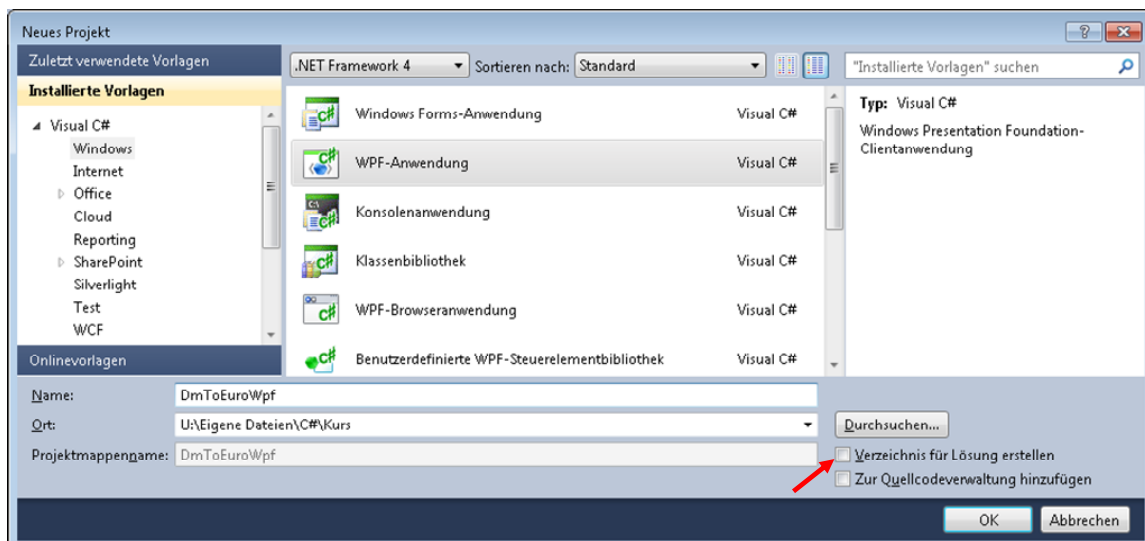 Neues Projekt
Zuletzt verwendete Vorlagen
.NET Framework 4
Sortieren nach: Standard
"Installierte Vorlagen" suchen
Installierte Vorlagen
Visual C#
Windows
Internet
Office
Cloud
Reporting
SharePoint
Silverlight
Test
WCF
Onlinevorlagen
Windows Forms-Anwendung Visual C#
WPF-Anwendung Visual C#
Konsolenanwendung Visual C#
Klassenbibliothek Visual C#
WPF-Browseranwendung Visual C#
Benutzerdefinierte WPF-Steuerelementbibliothek Visual C#
Typ: Visual C#
Windows Presentation Foundation-
Clientanwendung
Name: DmToEuroWpf
Ort: U:\Eigene Dateien\C#\Kurs
Durchsuchen...
Projektmappenname: DmToEuroWpf
Verzeichnis für Lösung erstellen
Zur Quellcodeverwaltung hinzufügen
OK
Abbrechen